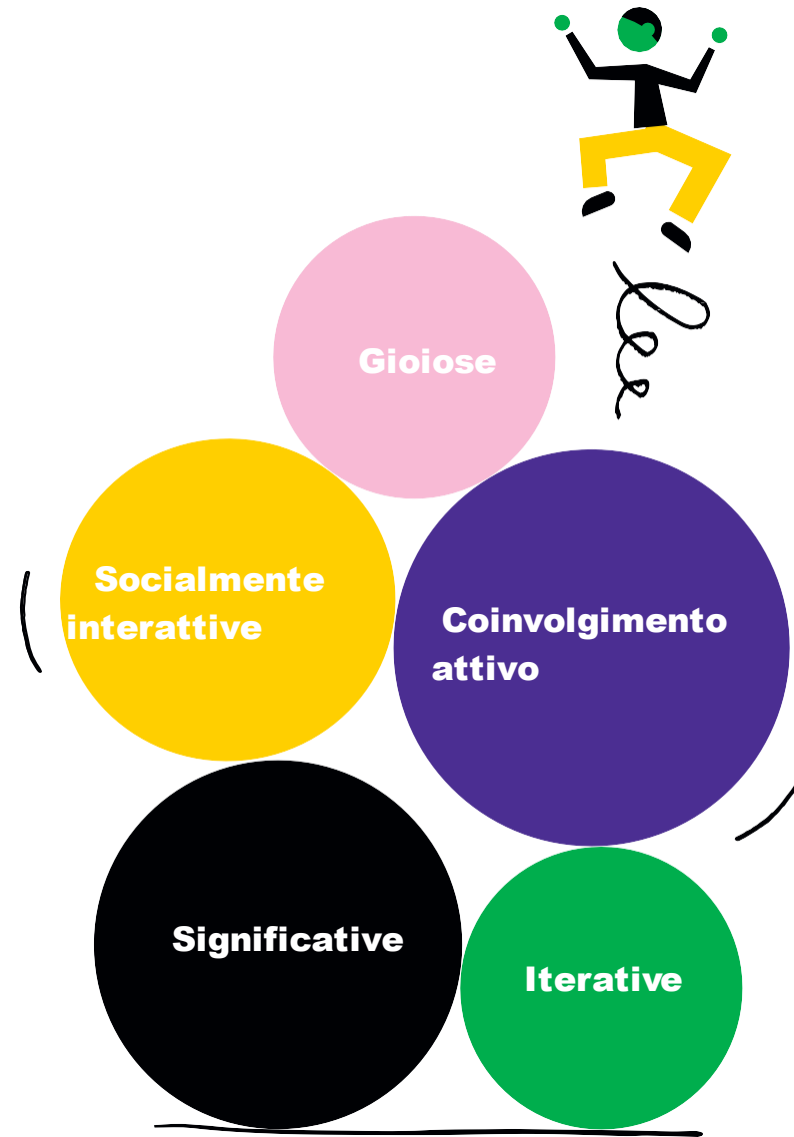 Gioiose
Socialmente
interattive
Coinvolgimento
attivo
Significative
Iterative